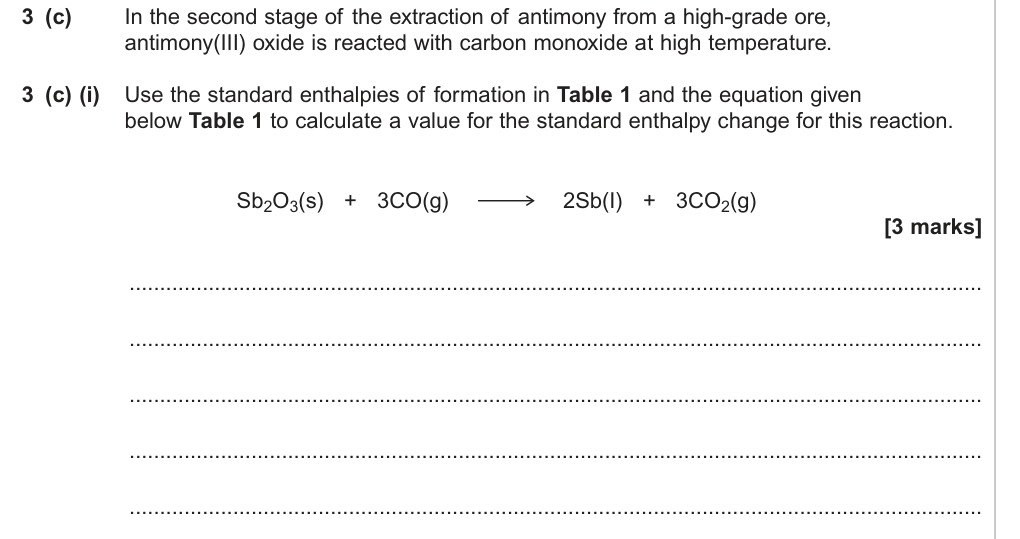 3 (c) In the second stage of the extraction of antimony from a high-grade ore,
antimony(III) oxide is reacted with carbon monoxide at high temperature.
3 (c) (i) Use the standard enthalpies of formation in Table 1 and the equation given
below Table 1 to calculate a value for the standard enthalpy change for this reaction.
Sb₂O₃(s) + 3CO(g) ⟶ 2Sb(l) + 3CO₂(g)
[3 marks]